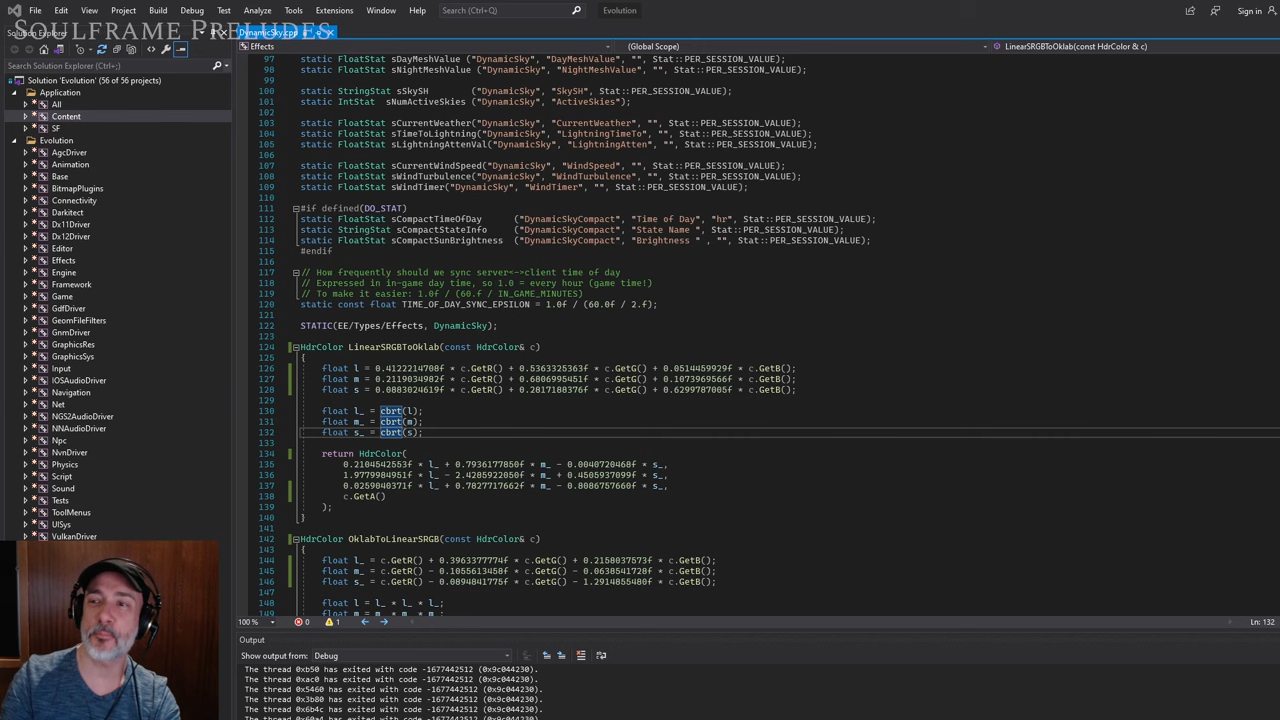 File Edit View Git Project Build Debug Test Analyze Tools Extensions Window Help Search (Ctrl+Q) Evolution Sign in
SOULFRAME PRELUDES
Solution Explorer
DynamicSky.cpp
Effects (Global Scope) LinearSRGBToOklab(const HdrColor & c)
Search Solution Explorer (Ctrl+;)
Solution 'Evolution' (56 of 56 projects)
Application
All
Content
SF
Evolution
AgcDriver
Animation
Base
BitmapPlugins
Connectivity
Darkitect
Dx11Driver
Dx12Driver
Editor
Effects
Engine
Framework
Game
GdfDriver
GeomFileFilters
GnmDriver
GraphicsRes
GraphicsSys
Input
IOSAudioDriver
Navigation
Net
NGS2AudioDriver
NNAudioDriver
Npc
NvnDriver
Physics
Script
Sound
Tests
ToolMenus
UISys
VulkanDriver
97 static FloatStat sDayMeshValue ("DynamicSky", "DayMeshValue", "", Stat::PER_SESSION_VALUE);
98 static FloatStat sNightMeshValue ("DynamicSky", "NightMeshValue", "", Stat::PER_SESSION_VALUE);
99
100 static StringStat sSkySH ("DynamicSky", "SkySH", "", Stat::PER_SESSION_VALUE);
101 static IntStat sNumActiveSkies ("DynamicSky", "ActiveSkies");
102
103 static FloatStat sCurrentWeather("DynamicSky", "CurrentWeather", "", Stat::PER_SESSION_VALUE);
104 static FloatStat sTimeToLightning("DynamicSky", "LightningTimeTo", "", Stat::PER_SESSION_VALUE);
105 static FloatStat sLightningAttenVal("DynamicSky", "LightningAtten", "", Stat::PER_SESSION_VALUE);
106
107 static FloatStat sCurrentWindSpeed("DynamicSky", "WindSpeed", "", Stat::PER_SESSION_VALUE);
108 static FloatStat sWindTurbulence("DynamicSky", "WindTurbulence", "", Stat::PER_SESSION_VALUE);
109 static FloatStat sWindTimer("DynamicSky", "WindTimer", "", Stat::PER_SESSION_VALUE);
110
111 #if defined(DO_STAT)
112 static FloatStat sCompactTimeOfDay ("DynamicSkyCompact", "Time of Day", "hr", Stat::PER_SESSION_VALUE);
113 static StringStat sCompactStateInfo ("DynamicSkyCompact", "State Name ", "", Stat::PER_SESSION_VALUE);
114 static FloatStat sCompactSunBrightness ("DynamicSkyCompact", "Brightness " , "", Stat::PER_SESSION_VALUE);
115 #endif
116
117 // How frequently should we sync server<->client time of day
118 // Expressed in in-game day time, so 1.0 = every hour (game time!)
119 // To make it easier: 1.0f / (60.f / IN_GAME_MINUTES)
120 static const float TIME_OF_DAY_SYNC_EPSILON = 1.0f / (60.0f / 2.f);
121
122 STATIC(EE/Types/Effects, DynamicSky);
123
124 HdrColor LinearSRGBToOklab(const HdrColor& c)
125 {
126 float l = 0.4122214708f * c.GetR() + 0.5363325363f * c.GetG() + 0.0514459929f * c.GetB();
127 float m = 0.2119034982f * c.GetR() + 0.6806995451f * c.GetG() + 0.1073969566f * c.GetB();
128 float s = 0.0883024619f * c.GetR() + 0.2817188376f * c.GetG() + 0.6299787005f * c.GetB();
129
130 float l_ = cbrt(l);
131 float m_ = cbrt(m);
132 float s_ = cbrt(s);
133
134 return HdrColor(
135 0.2104542553f * l_ + 0.7936177850f * m_ - 0.0040720468f * s_,
136 1.9779984951f * l_ - 2.4285922050f * m_ + 0.4505937099f * s_,
137 0.0259040371f * l_ + 0.7827717662f * m_ - 0.8086757660f * s_,
138 c.GetA()
139 );
140 }
141
142 HdrColor OklabToLinearSRGB(const HdrColor& c)
143 {
144 float l_ = c.GetR() + 0.3963377774f * c.GetG() + 0.2158037573f * c.GetB();
145 float m_ = c.GetR() - 0.1055613458f * c.GetG() - 0.0638541728f * c.GetB();
146 float s_ = c.GetR() - 0.0894841775f * c.GetG() - 1.2914855480f * c.GetB();
147
148 float l = l_ * l_ * l_;
149 float m = m_ * m_ * m_;
100 % 0 1 Ln: 132
Output
Show output from: Debug
The thread 0xb50 has exited with code -1677442512 (0x9c044230).
The thread 0xac0 has exited with code -1677442512 (0x9c044230).
The thread 0x5460 has exited with code -1677442512 (0x9c044230).
The thread 0x3b80 has exited with code -1677442512 (0x9c044230).
The thread 0x6b4c has exited with code -1677442512 (0x9c044230).
The thread 0x60a4 has exited with code -1677442512 (0x9c044230).